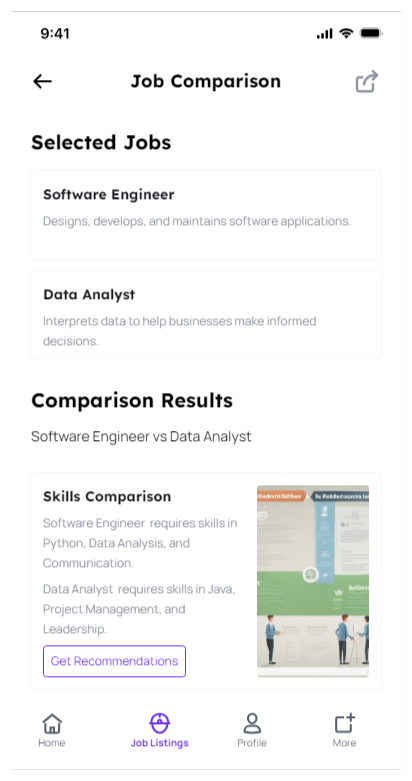 9:41
Job Comparison
Selected Jobs
Software Engineer
Designs, develops, and maintains software applications.
Data Analyst
Interprets data to help businesses make informed
decisions.
Comparison Results
Software Engineer vs Data Analyst
Skills Comparison
Software Engineer requires skills in
Python, Data Analysis, and
Communication.
Data Analyst requires skills in Java,
Project Management, and
Leadership.
Get Recommendations
Home
Job Listings
Profile
More